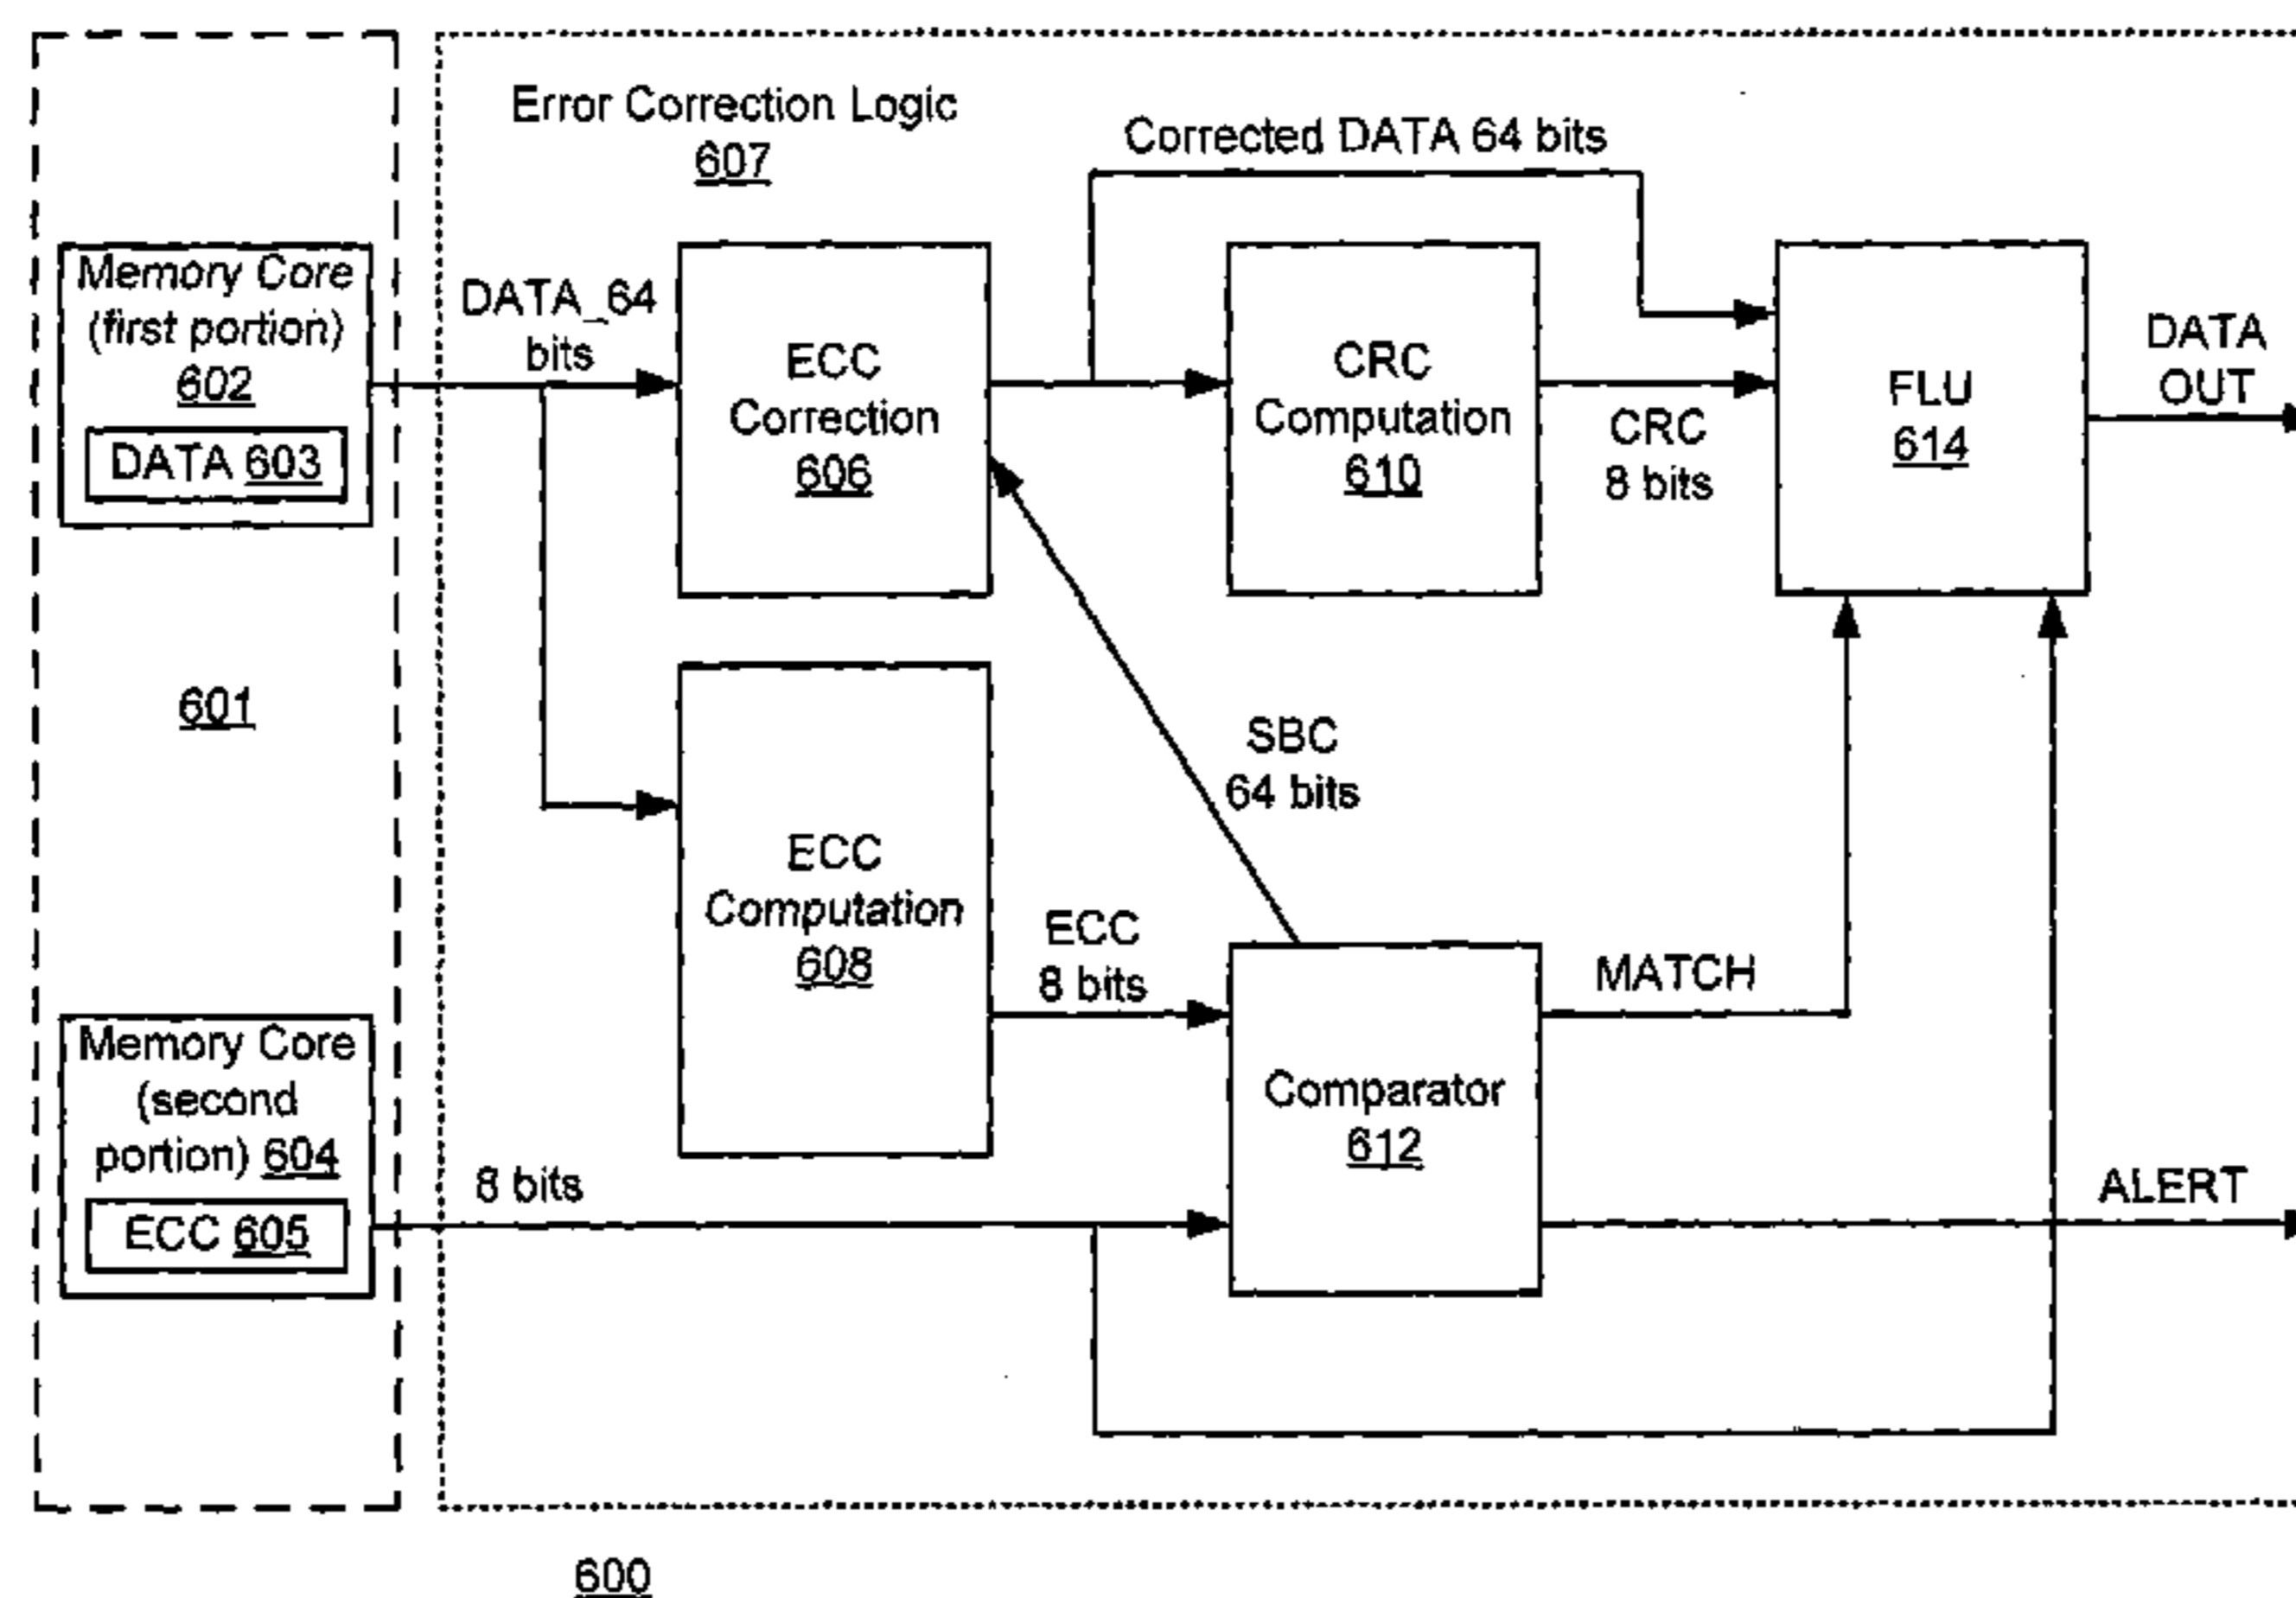 Error Correction Logic
607
Corrected DATA 64 bits
Memory Core
(first portion)
602
DATA 603
DATA_64
bits
ECC
Correction
606
CRC
Computation
610
CRC
8 bits
FLU
614
DATA
OUT
601
SBC
64 bits
ECC
Computation
608
ECC
8 bits
MATCH
Memory Core
(second
portion) 604
ECC 605
8 bits
Comparator
612
ALERT
600